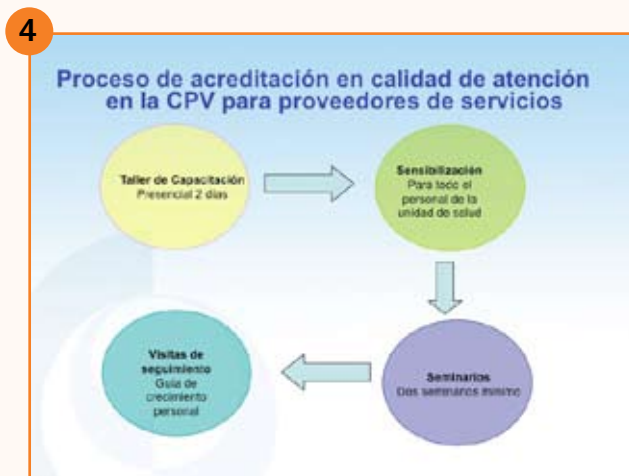 4
Proceso de acreditación en calidad de atención
en la CPV para proveedores de servicios
Taller de Capacitación
Presencial 2 días
Sensibilización
Para todo el
personal de la
unidad de salud
Visitas de
seguimiento
Guía de
crecimiento
personal
Seminarios
Dos seminarios mínimo